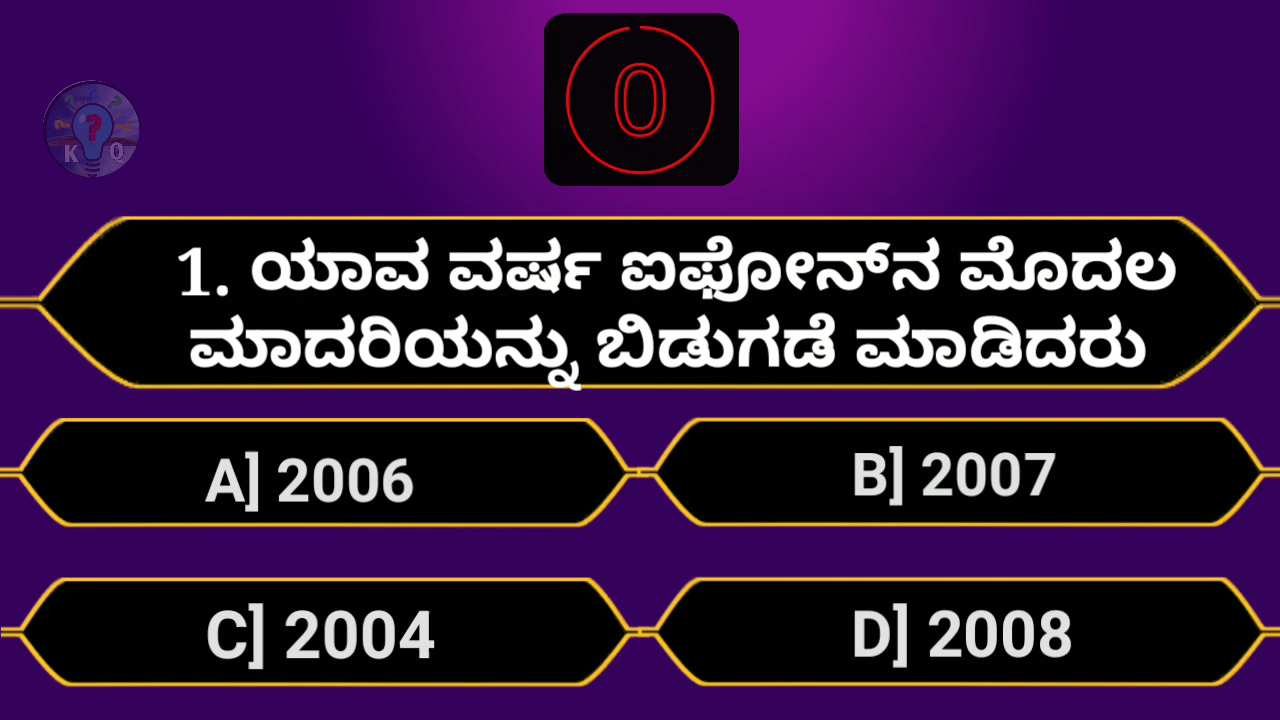 0
K ? Q
1. ಯಾವ ವರ್ಷ ಐಫೋನ್‌ನ ಮೊದಲ
ಮಾದರಿಯನ್ನು ಬಿಡುಗಡೆ ಮಾಡಿದರು
A] 2006
B] 2007
C] 2004
D] 2008